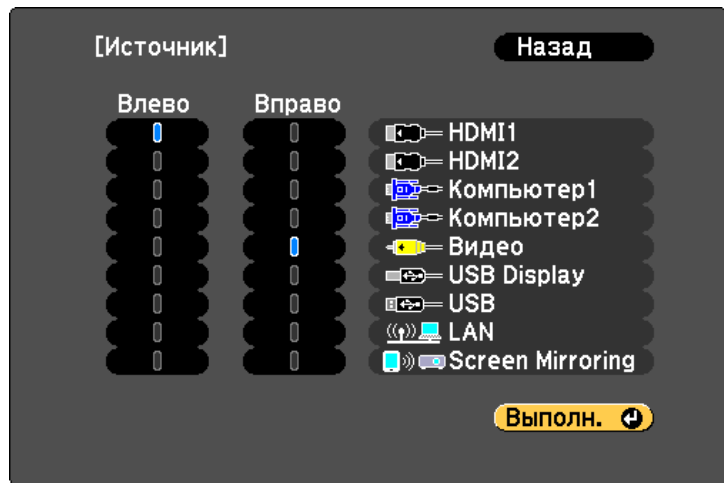 [Источник]
Назад
Влево Вправо
HDMI1
HDMI2
Компьютер1
Компьютер2
Видео
USB Display
USB
LAN
Screen Mirroring
Выполн.